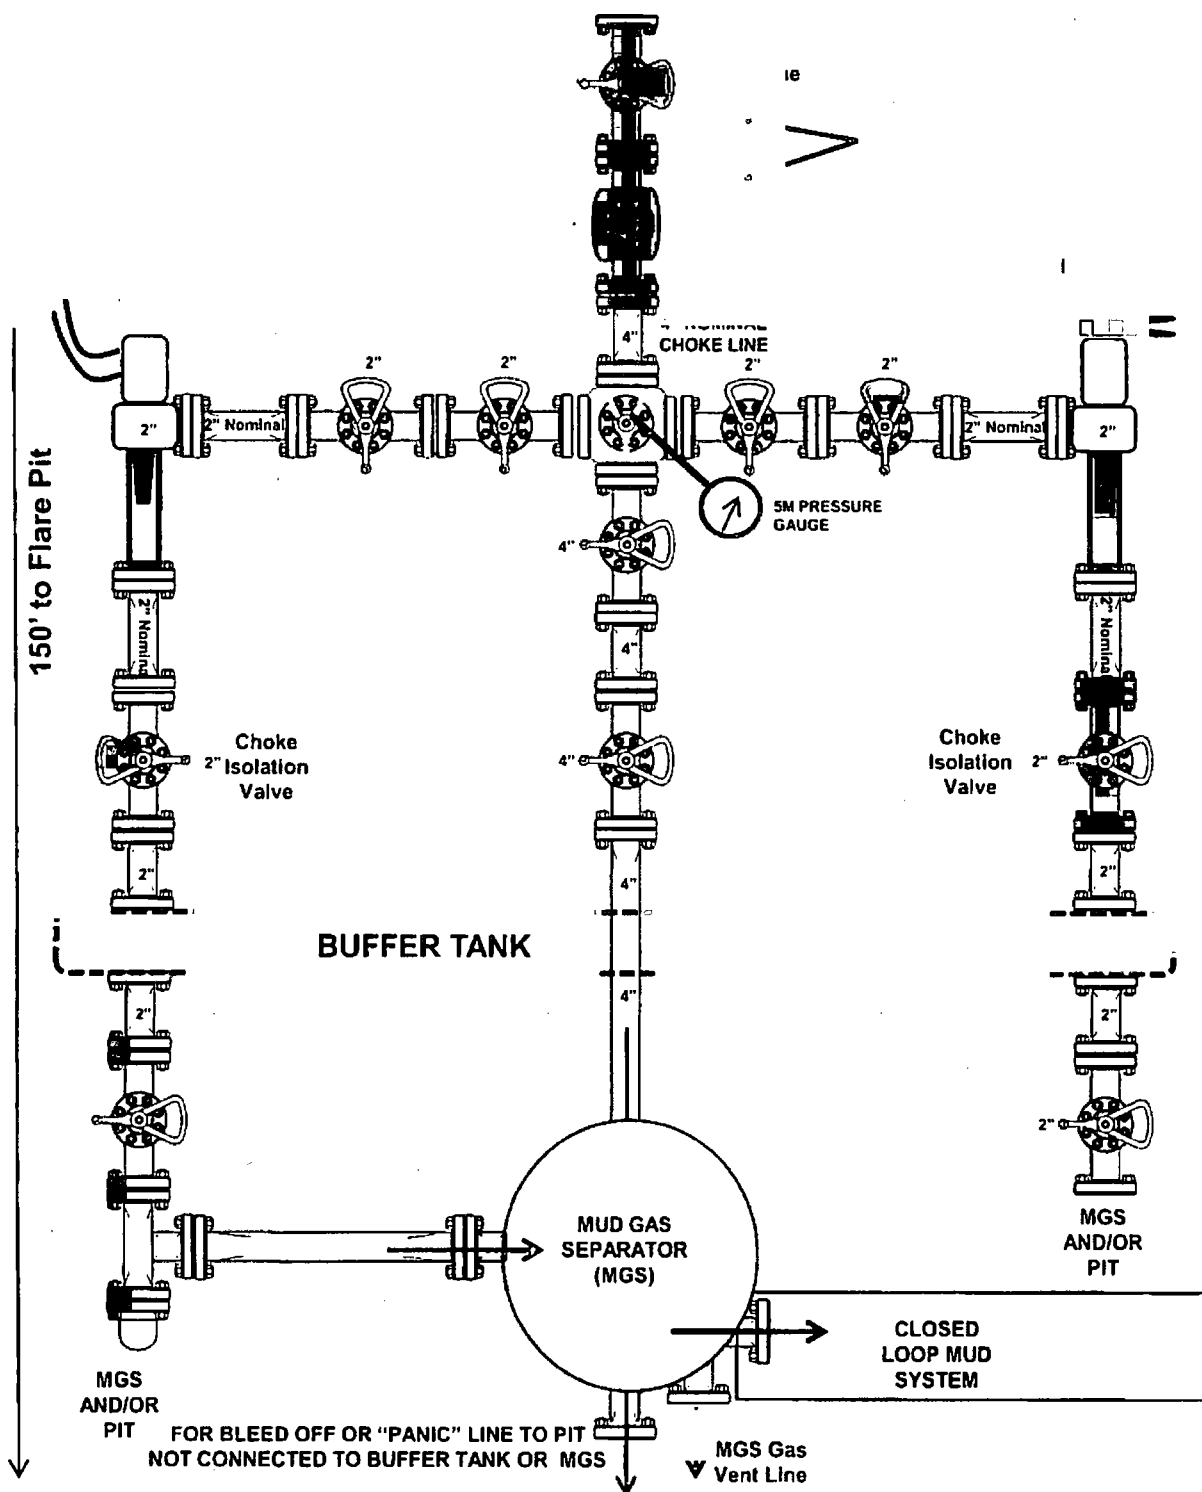 4"
CHOKE LINE
2"
2"
2"
2"
2"
2" Nominal
2" Nominal
2"
150' to Flare Pit
5M PRESSURE
GAUGE
4"
2" Nominal
2" Nominal
4"
Choke
Isolation
Valve
2"
4"
Choke
Isolation
Valve
2"
2"
4"
2"
BUFFER TANK
2"
4"
2"
2"
MUD GAS
SEPARATOR
(MGS)
MGS
AND/OR
PIT
CLOSED
LOOP MUD
SYSTEM
MGS
AND/OR
PIT
FOR BLEED OFF OR "PANIC" LINE TO PIT
NOT CONNECTED TO BUFFER TANK OR MGS
MGS Gas
Vent Line